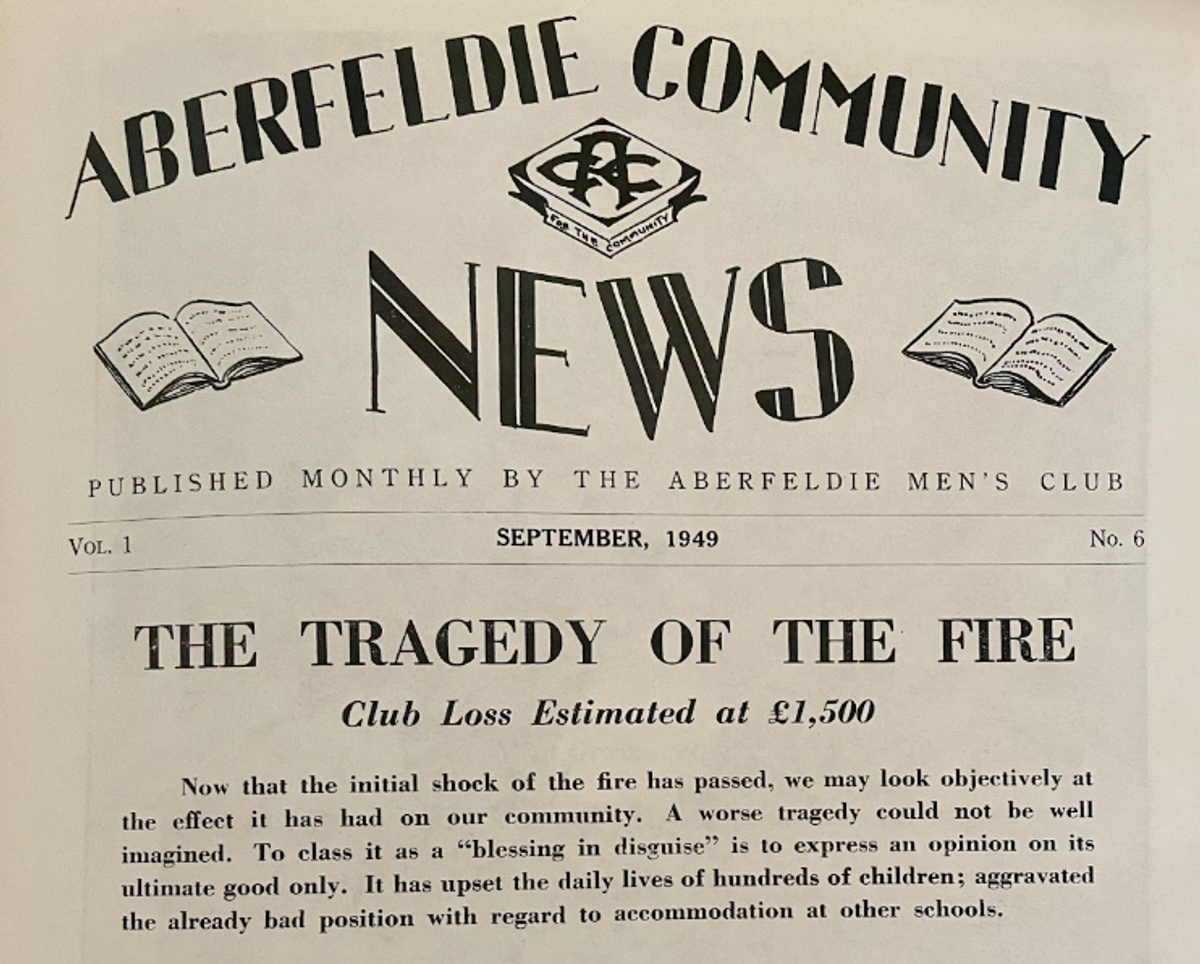 ABERFELDIE COMMUNITY
ACC
FOR THE COMMUNITY
NEWS
PUBLISHED MONTHLY BY THE ABERFELDIE MEN'S CLUB
VOL. 1 SEPTEMBER, 1949 No. 6
THE TRAGEDY OF THE FIRE
Club Loss Estimated at £1,500
Now that the initial shock of the fire has passed, we may look objectively at
the effect it has had on our community. A worse tragedy could not be well
imagined. To class it as a “blessing in disguise” is to express an opinion on its
ultimate good only. It has upset the daily lives of hundreds of children; aggravated
the already bad position with regard to accommodation at other schools.